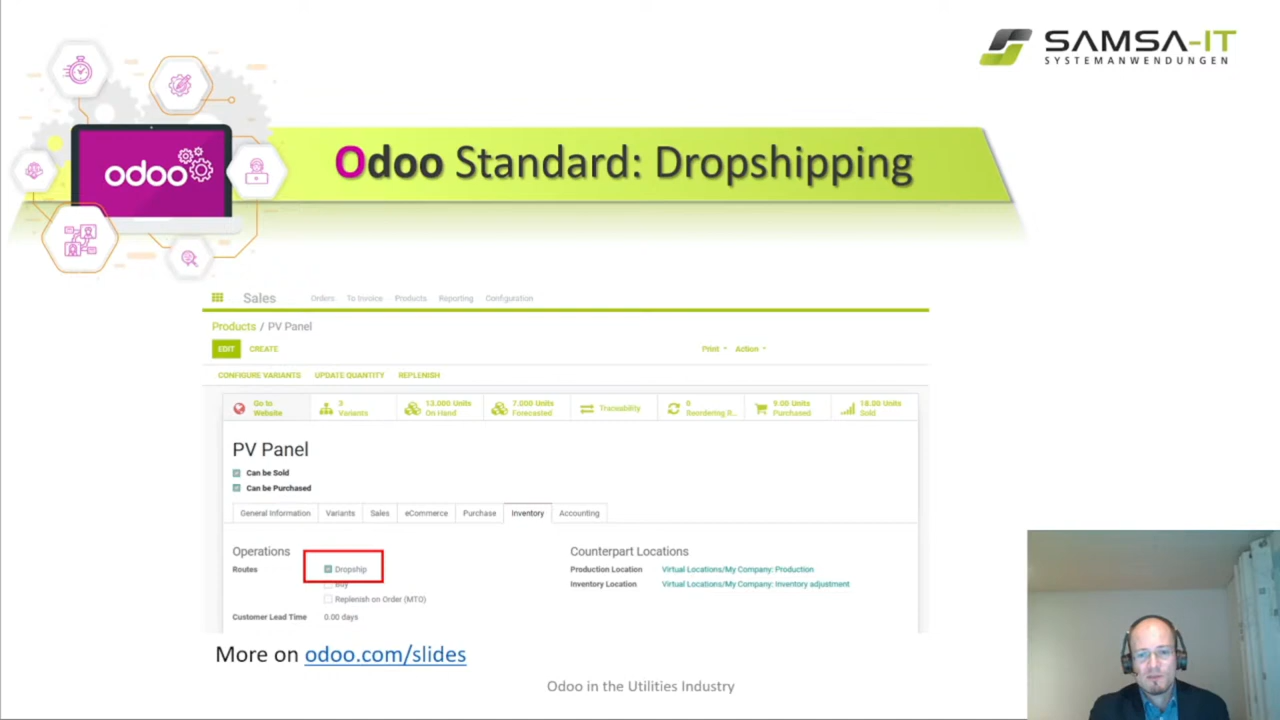 SAMSA-IT
SYSTEMANWENDUNGEN
odoo
Odoo Standard: Dropshipping
Sales Orders To Invoice Products Reporting Configuration
Products / PV Panel
EDIT CREATE Print Action
CONFIGURE VARIANTS UPDATE QUANTITY REPLENISH
Go to Website
3 Variants
13.000 Units On Hand
7.000 Units Forecasted
Traceability
0 Reordering R...
9.00 Units Purchased
18.00 Units Sold
PV Panel
Can be Sold
Can be Purchased
General Information Variants Sales eCommerce Purchase Inventory Accounting
Operations Counterpart Locations
Routes Dropship Production Location Virtual Locations/My Company: Production
Buy Inventory Location Virtual Locations/My Company: Inventory adjustment
Replenish on Order (MTO)
Customer Lead Time 0.00 days
More on odoo.com/slides
Odoo in the Utilities Industry